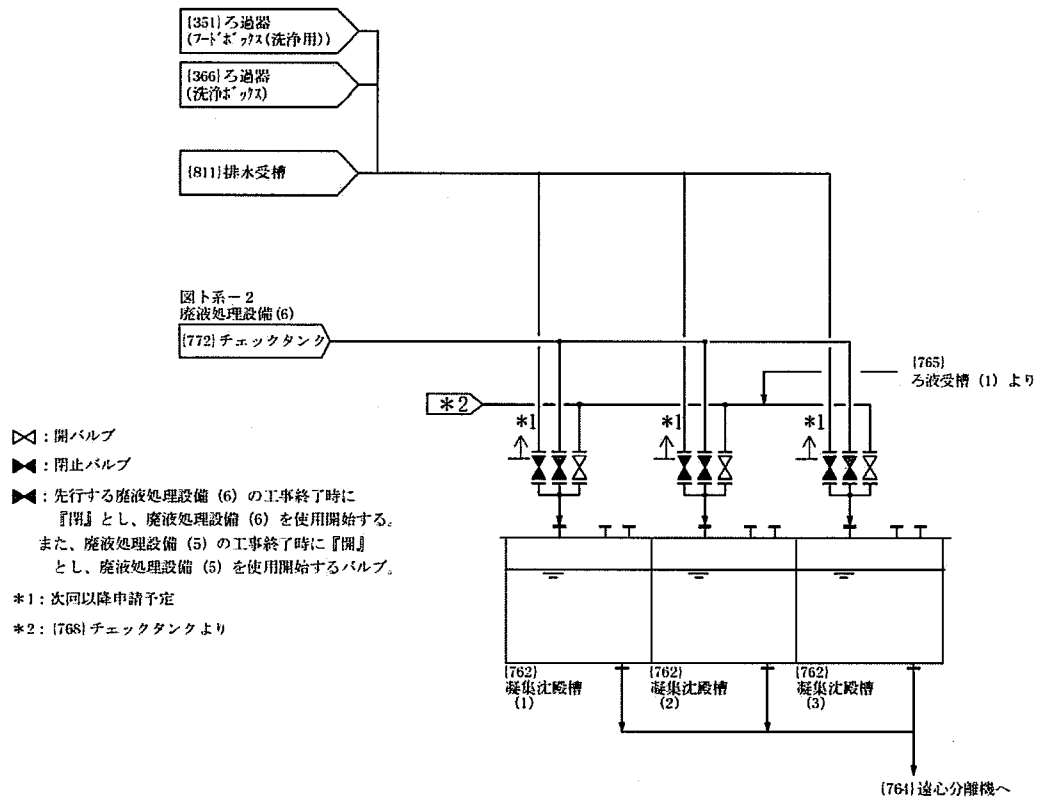 {351}ろ過器
(フードボックス(洗浄用))
{366}ろ過器
(洗浄ボックス)
{811}排水受槽
図ト系－2
廃液処理設備(6)
{772}チェックタンク
{765}
ろ液受槽（1）より
*2
*1
*1
*1
：開バルブ
：閉止バルブ
：先行する廃液処理設備（6）の工事終了時に
『閉』とし、廃液処理設備（6）を使用開始する。
また、廃液処理設備（5）の工事終了時に『開』
とし、廃液処理設備（5）を使用開始するバルブ。
*1：次回以降申請予定
*2：{768}チェックタンクより
{762}
凝集沈殿槽
(1)
{762}
凝集沈殿槽
(2)
{762}
凝集沈殿槽
(3)
{764}遠心分離機へ